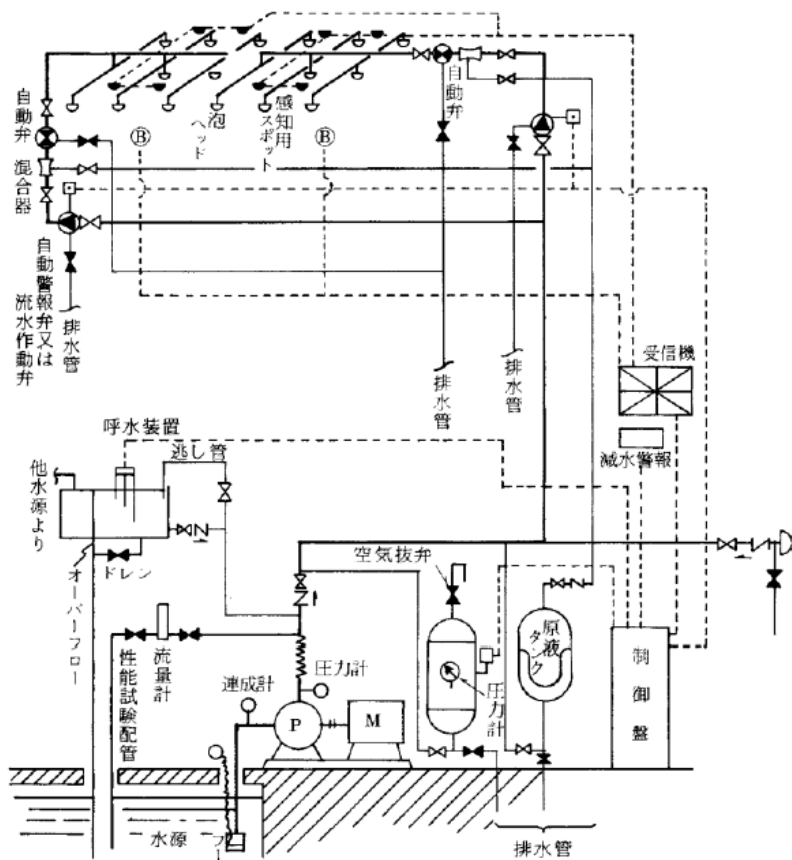 自動弁
混合器
自動警報弁又は
流水作動弁
排水管
Ⓑ
泡
ヘッド
感知用
スポット
Ⓑ
自動弁
排水管
排水管
受信機
減水警報
呼水装置
逃し管
他水源より
ドレン
オーバーフロー
性能試験配管
流量計
連成計
圧力計
P
M
空気抜弁
圧力計
原液
タンク
制御盤
水源
フー
排水管